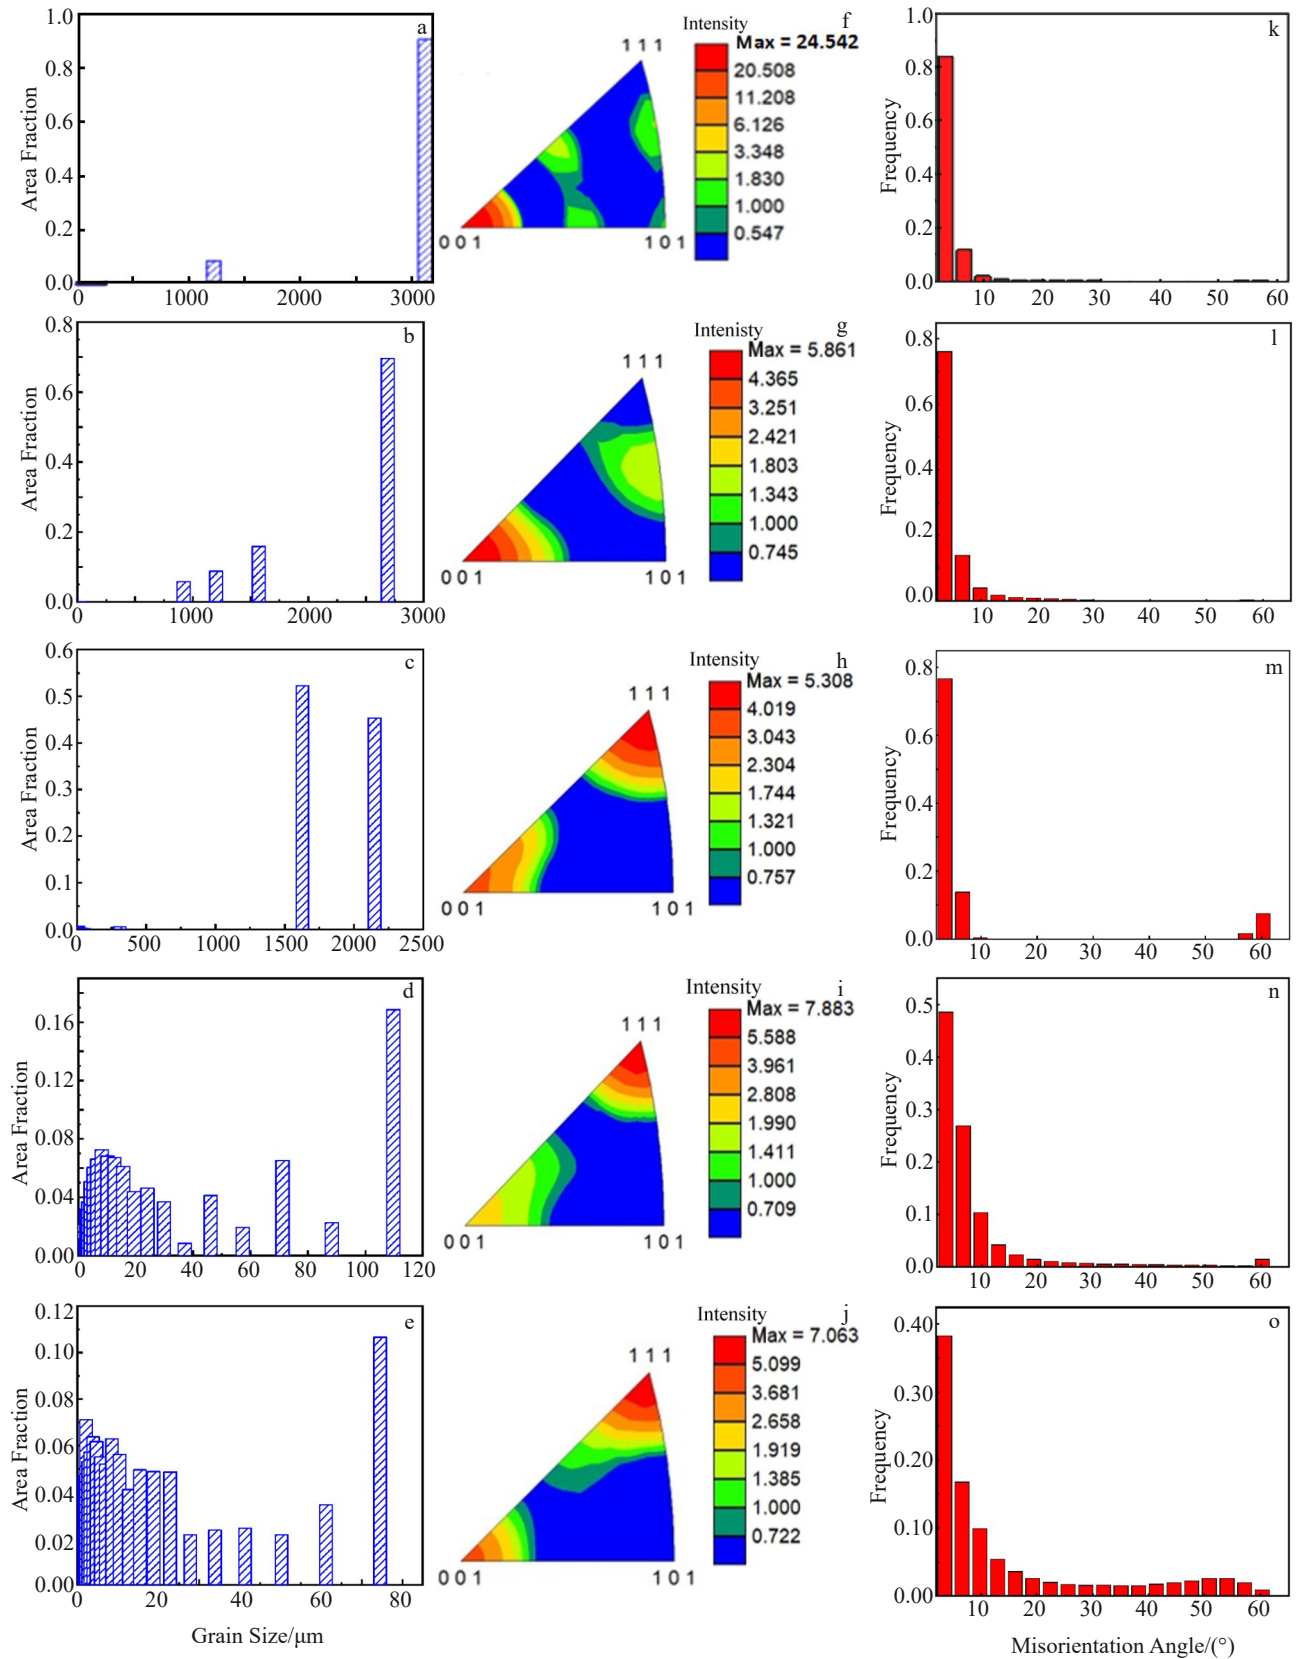 a
1.0
0.8
0.6
0.4
0.2
0.0
Area Fraction
0 1000 2000 3000
Intensity f
1 1 1
Max = 24.542
20.508
11.208
6.126
3.348
1.830
1.000
0.547
0 0 1 1 0 1
k
1.0
0.8
0.6
0.4
0.2
0.0
Frequency
10 20 30 40 50 60
b
0.8
0.6
0.4
0.2
0.0
Area Fraction
0 1000 2000 3000
Intenisty g
1 1 1
Max = 5.861
4.365
3.251
2.421
1.803
1.343
1.000
0.745
0 0 1 1 0 1
l
0.8
0.6
0.4
0.2
0.0
Frequency
10 20 30 40 50 60
c
0.6
0.5
0.4
0.3
0.2
0.1
0.0
Area Fraction
0 500 1000 1500 2000 2500
Intensity h
1 1 1
Max = 5.308
4.019
3.043
2.304
1.744
1.321
1.000
0.757
0 0 1 1 0 1
m
0.8
0.6
0.4
0.2
0.0
Frequency
10 20 30 40 50 60
d
0.16
0.12
0.08
0.04
0.00
Area Fraction
0 20 40 60 80 100 120
Intensity i
1 1 1
Max = 7.883
5.588
3.961
2.808
1.990
1.411
1.000
0.709
0 0 1 1 0 1
n
0.5
0.4
0.3
0.2
0.1
0.0
Frequency
10 20 30 40 50 60
e
0.12
0.10
0.08
0.06
0.04
0.02
0.00
Area Fraction
0 20 40 60 80
Grain Size/μm
Intensity j
1 1 1
Max = 7.063
5.099
3.681
2.658
1.919
1.385
1.000
0.722
0 0 1 1 0 1
o
0.40
0.30
0.20
0.10
0.00
Frequency
10 20 30 40 50 60
Misorientation Angle/(°)